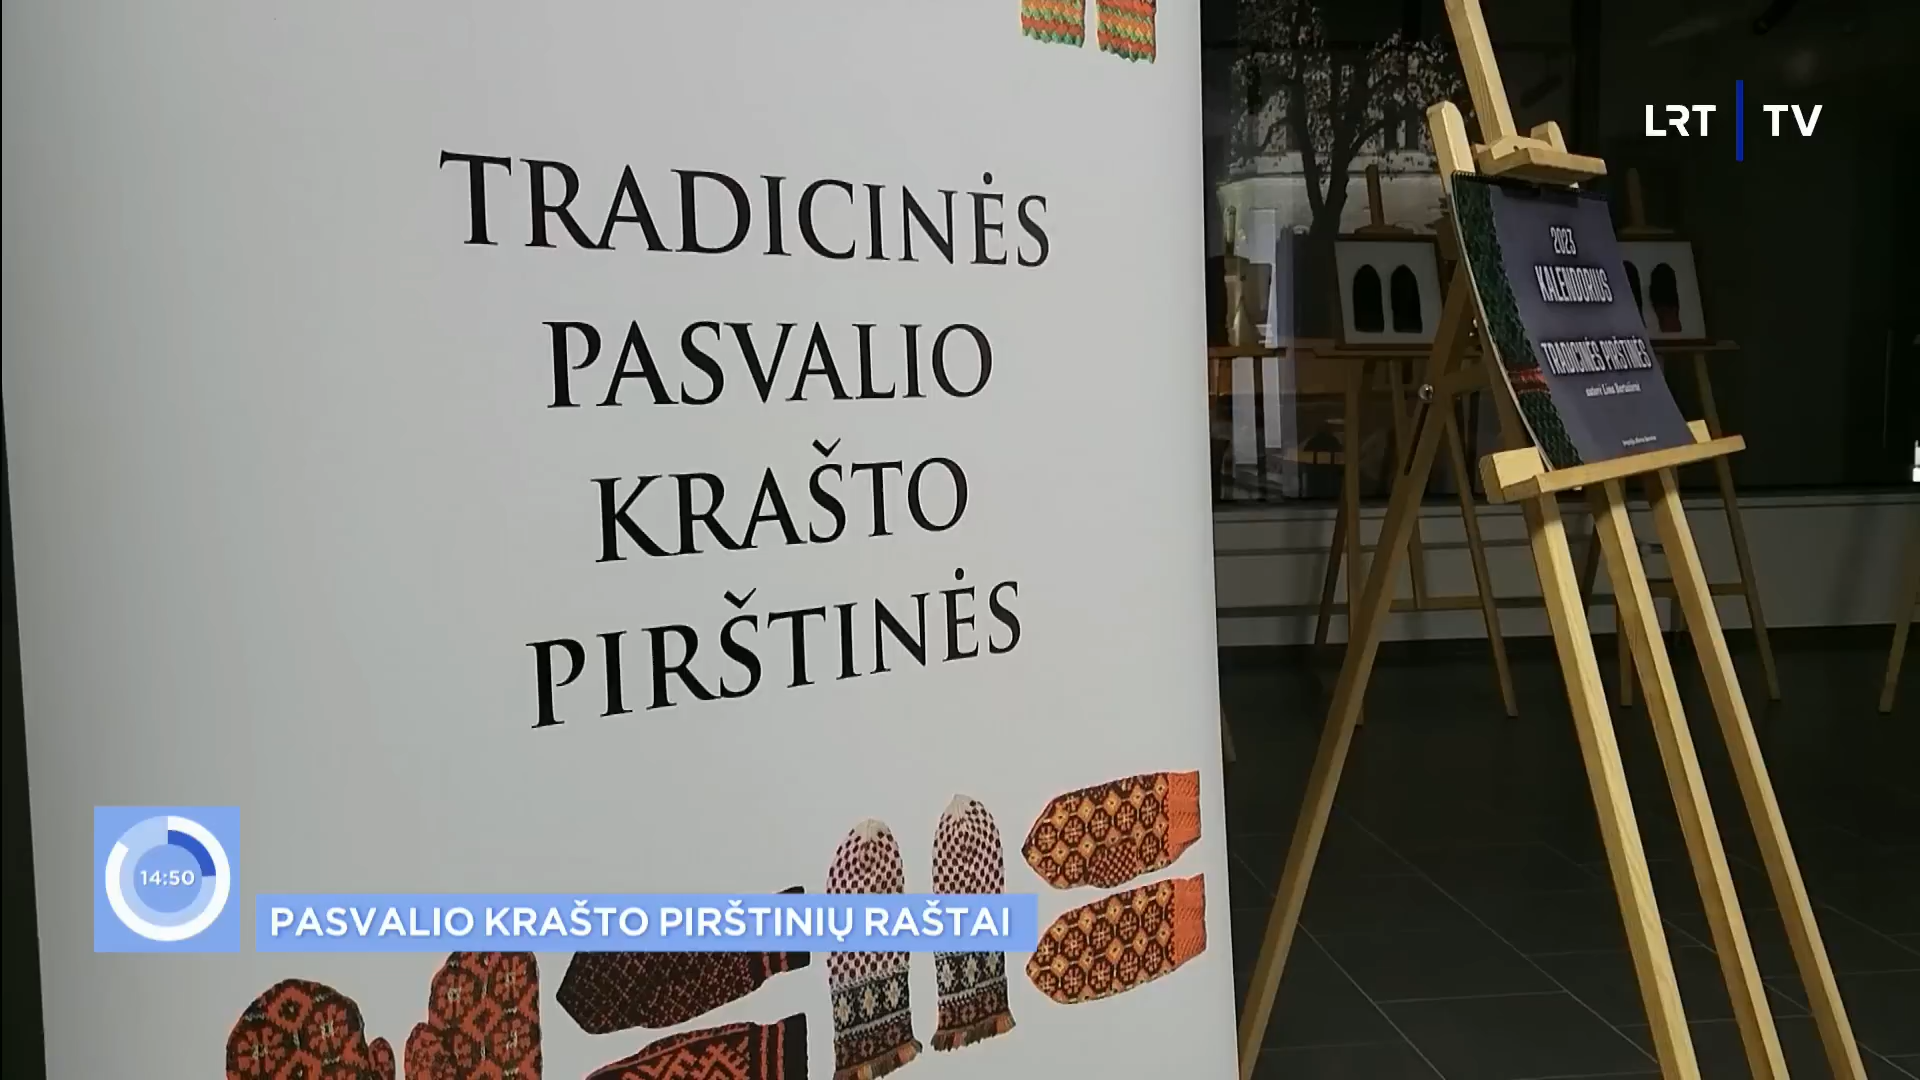 LRT TV
TRADICINĖS
PASVALIO
KRAŠTO
PIRŠTINĖS
2023
KALENDORIUS
TRADICINĖS PIRŠTINĖS
14:50
PASVALIO KRAŠTO PIRŠTINIŲ RAŠTAI